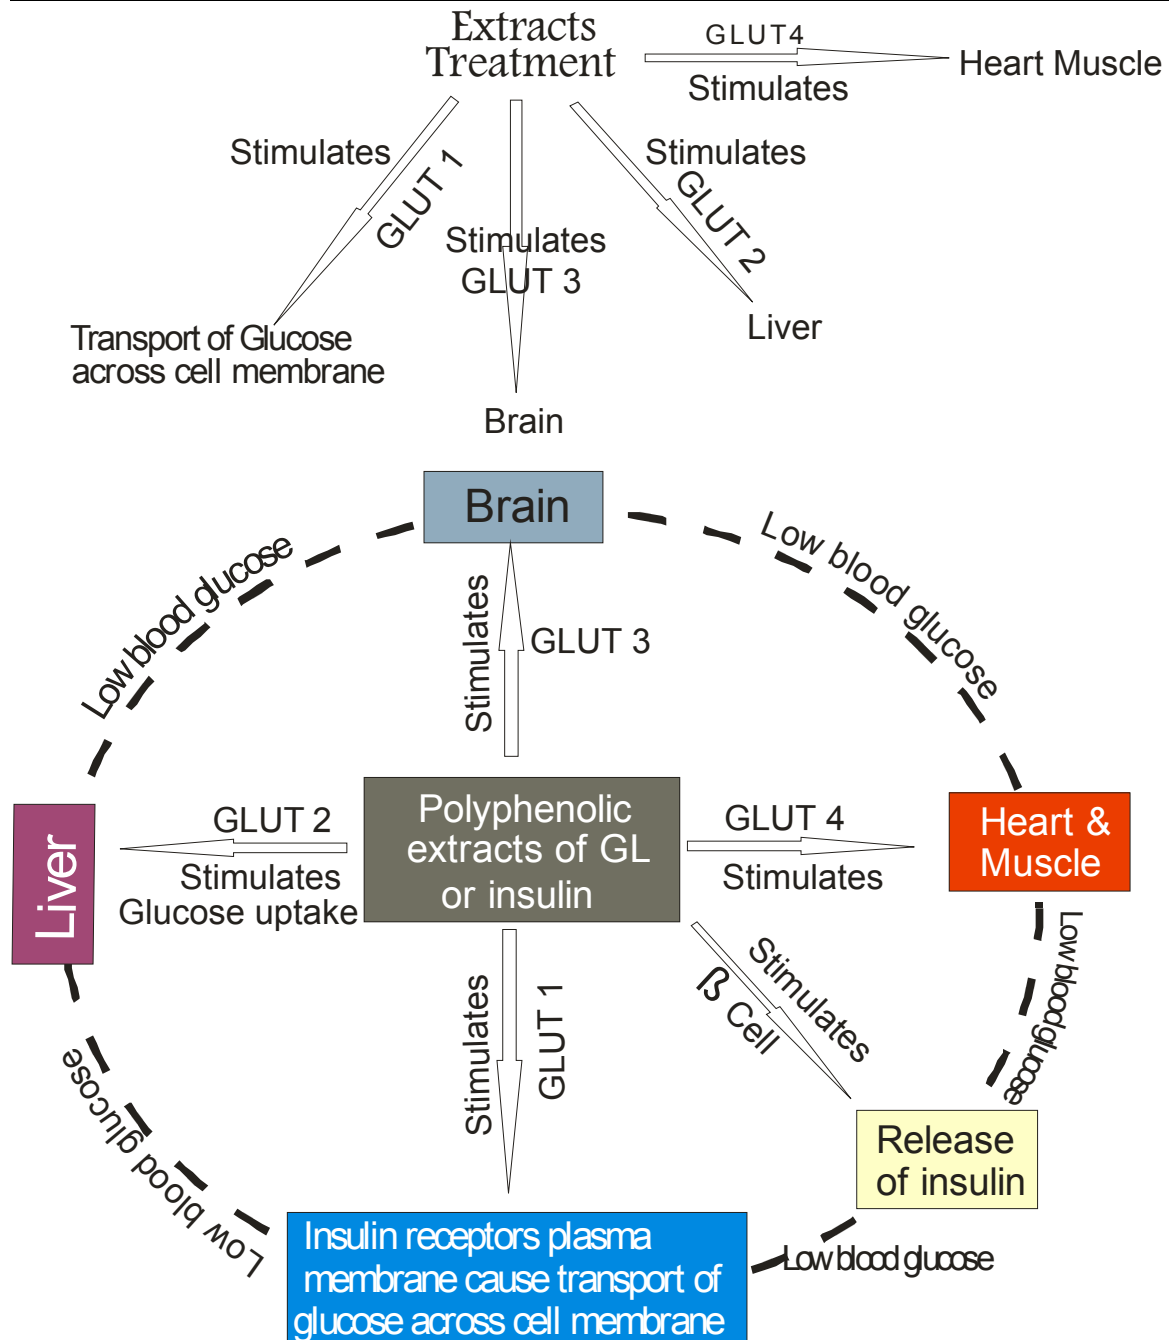 Extracts
Treatment
GLUT4
Stimulates
Heart Muscle
Stimulates
GLUT 1
Stimulates
GLUT 3
Stimulates
GLUT 2
Transport of Glucose
across cell membrane
Liver
Brain
Brain
Low blood glucose
Low blood glucose
Stimulates
GLUT 3
Liver
GLUT 2
Stimulates
Glucose uptake
Polyphenolic
extracts of GL
or insulin
GLUT 4
Stimulates
Heart &
Muscle
Low blood glucose
Stimulates
GLUT 1
Stimulates
ß Cell
Release
of insulin
Low blood glucose
Low blood glucose
Insulin receptors plasma
membrane cause transport of
glucose across cell membrane